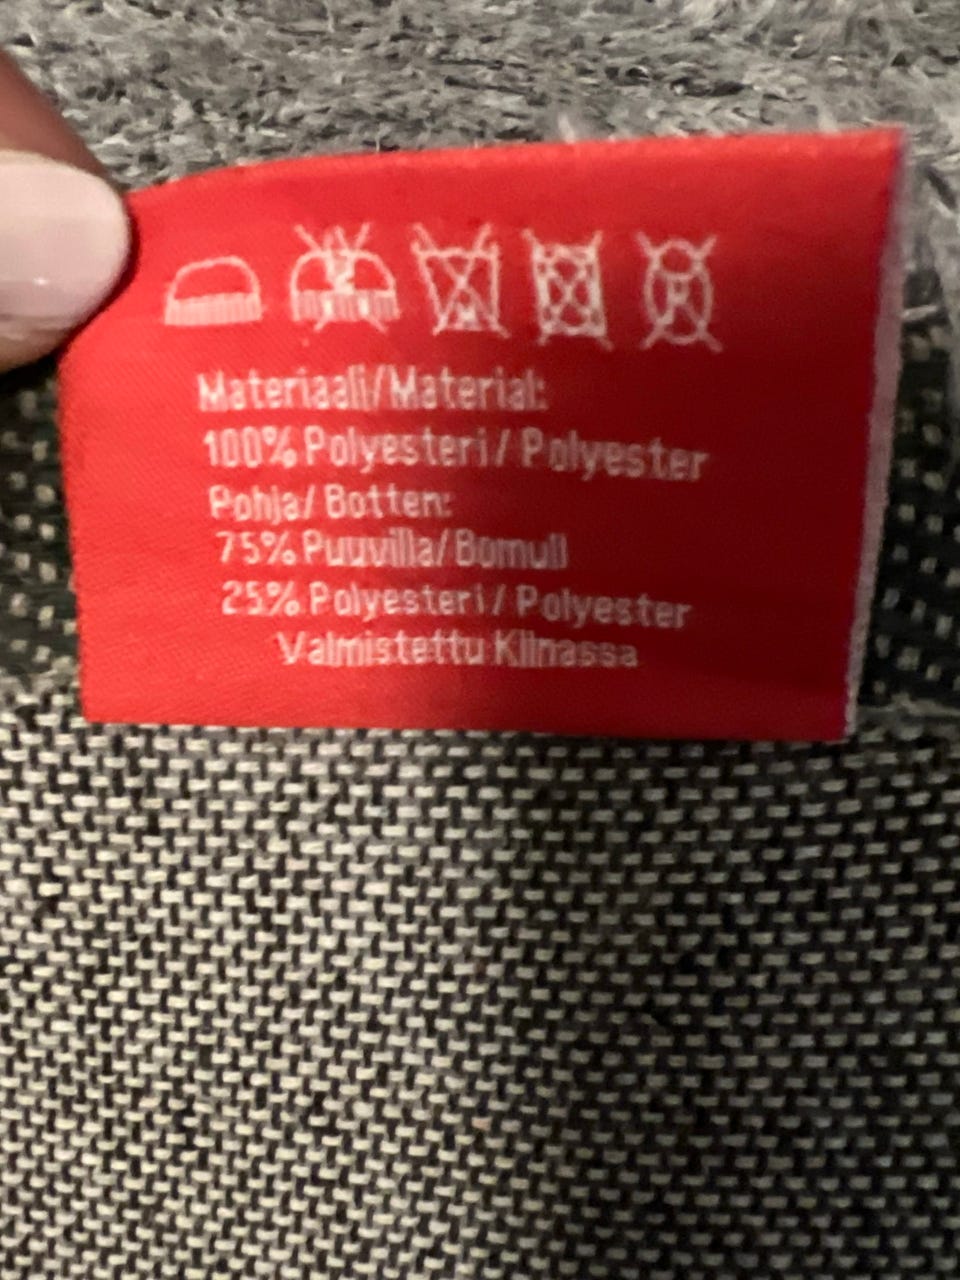 Materiaali/Material:
100% Polyesteri / Polyester
Pohja/ Botten:
75% Puuvilla/ Bomull
25% Polyesteri / Polyester
Valmistettu Kiinassa